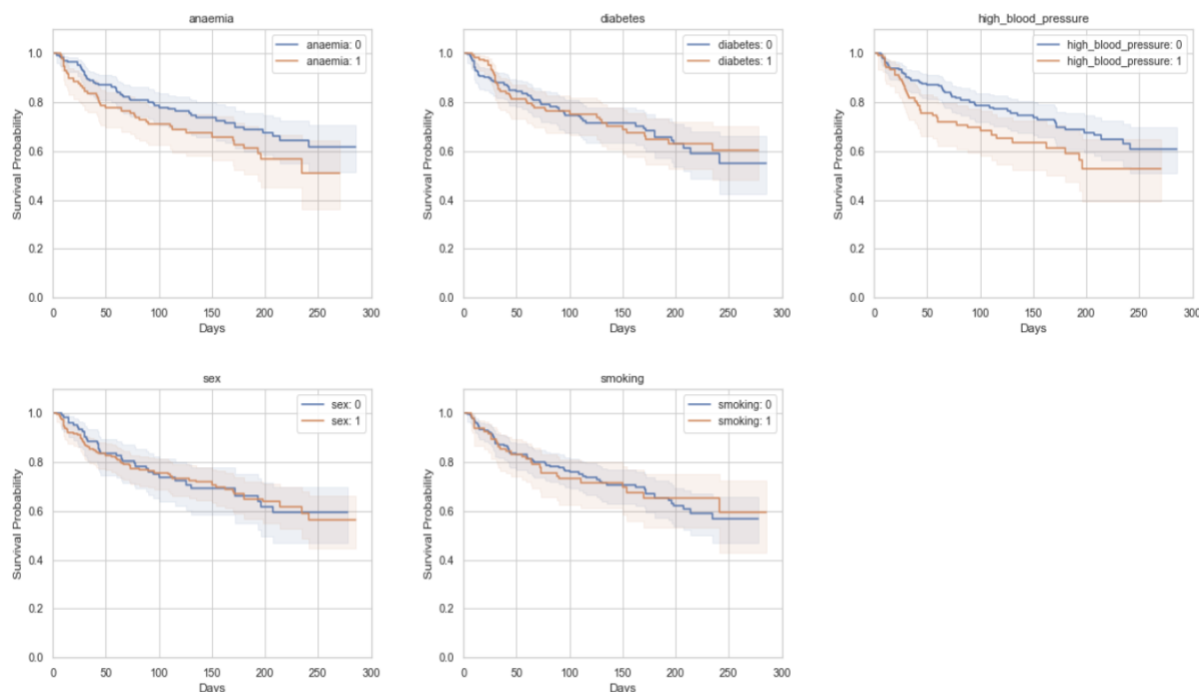 anaemia
1.0
0.8
0.6
0.4
0.2
0.0
Survival Probability
anaemia: 0
anaemia: 1
0 50 100 150 200 250 300
Days
diabetes
1.0
0.8
0.6
0.4
0.2
0.0
Survival Probability
diabetes: 0
diabetes: 1
0 50 100 150 200 250 300
Days
high_blood_pressure
1.0
0.8
0.6
0.4
0.2
0.0
Survival Probability
high_blood_pressure: 0
high_blood_pressure: 1
0 50 100 150 200 250 300
Days
sex
1.0
0.8
0.6
0.4
0.2
0.0
Survival Probability
sex: 0
sex: 1
0 50 100 150 200 250 300
Days
smoking
1.0
0.8
0.6
0.4
0.2
0.0
Survival Probability
smoking: 0
smoking: 1
0 50 100 150 200 250 300
Days